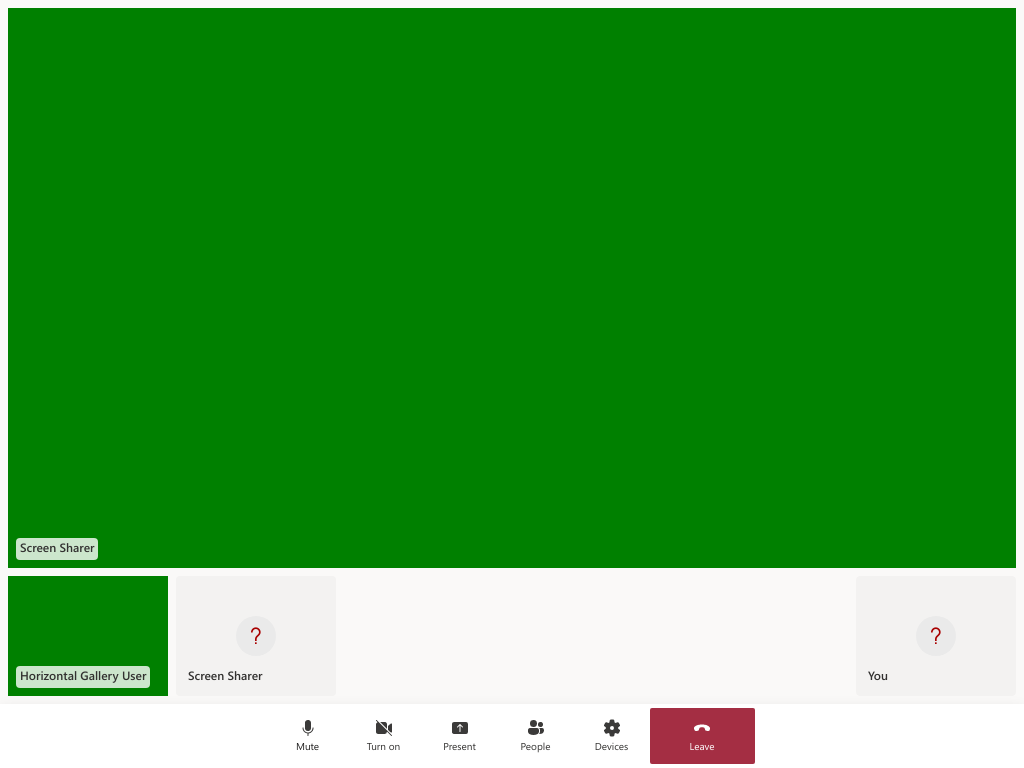 Screen Sharer
Horizontal Gallery User
?
Screen Sharer
?
You
Mute
Turn on
Present
People
Devices
Leave